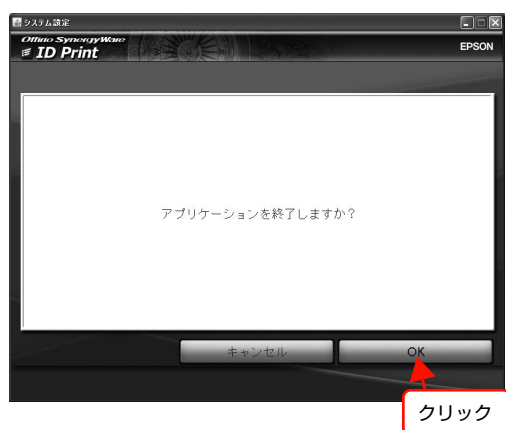 システム設定
Offirio SynergyWare
ID Print
EPSON
アプリケーションを終了しますか?
キャンセル
OK
クリック